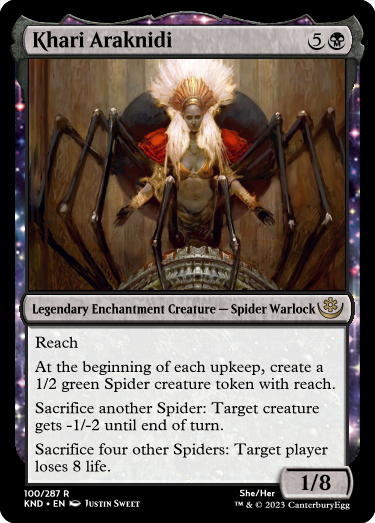 Khari Araknidi 5
Legendary Enchantment Creature — Spider Warlock
Reach
At the beginning of each upkeep, create a
1/2 green Spider creature token with reach.
Sacrifice another Spider: Target creature
gets -1/-2 until end of turn.
Sacrifice four other Spiders: Target player
loses 8 life.
1/8
100/287 R She/Her
KND • EN Justin Sweet ™ & © 2023 CanterburyEgg